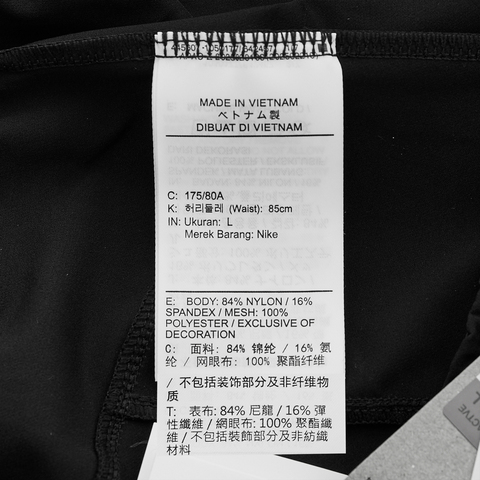 MADE IN VIETNAM
ベトナム製
DIBUAT DI VIETNAM
C: 175/80A
K: 허리둘레 (Waist): 85cm
IN: Ukuran: L
Merek Barang: Nike
E: BODY: 84% NYLON / 16%
SPANDEX / MESH: 100%
POLYESTER / EXCLUSIVE OF
DECORATION
C: 面料: 84% 锦纶 / 16% 氨
纶 / 网眼布: 100% 聚酯纤维
/ 不包括装饰部分及非纤维物
质
T: 表布: 84% 尼龍 / 16% 彈
性纖維 / 網眼布: 100% 聚酯纖維
/ 不包括裝飾部分及非紡織
材料